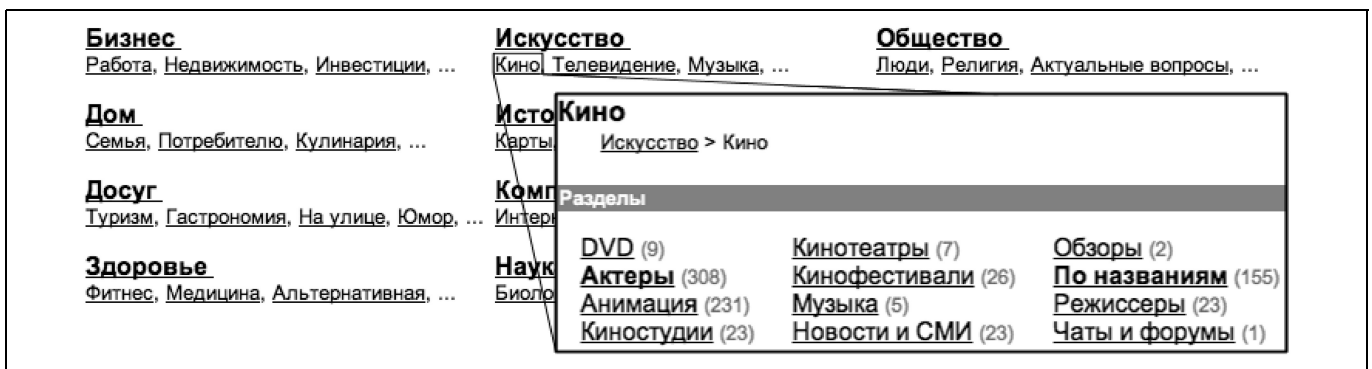 Бизнес
Работа, Недвижимость, Инвестиции, ...
Искусство
Кино, Телевидение, Музыка, ...
Общество
Люди, Религия, Актуальные вопросы, ...
Дом
Семья, Потребителю, Кулинария, ...
Досуг
Туризм, Гастрономия, На улице, Юмор, ...
Здоровье
Фитнес, Медицина, Альтернативная, ...
Карты,
Кино
Искусство > Кино
Разделы
DVD (9) Кинотеатры (7) Обзоры (2)
Актеры (308) Кинофестивали (26) По названиям (155)
Анимация (231) Музыка (5) Режиссеры (23)
Киностудии (23) Новости и СМИ (23) Чаты и форумы (1)